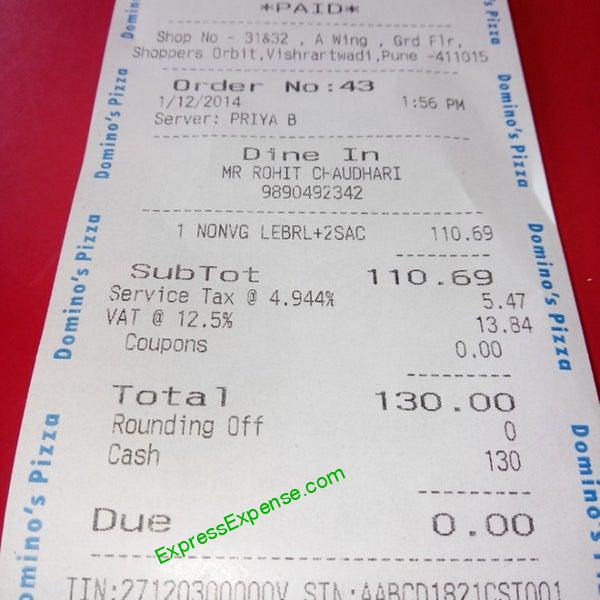 *PAID*
Shop No - 31&32 , A Wing , Grd Flr,
Shoppers Orbit,Vishrartwadi,Pune -411015
Order No:43
1/12/2014 1:56 PM
Server: PRIYA B
Dine In
MR ROHIT CHAUDHARI
9890492342
1 NONVG LEBRL+2SAC 110.69
SubTot 110.69
Service Tax @ 4.944% 5.47
VAT @ 12.5% 13.84
Coupons 0.00
Total 130.00
Rounding Off 0
Cash 130
Due 0.00
TIN:27120300000V STN:AABCD1821CST001
ExpressExpense.com
Domino's
Domino's Pizza
Domino's Pizza
Domino's Pizza
Domino's
Domino's Pizza
Domino's Pizza
Domino's